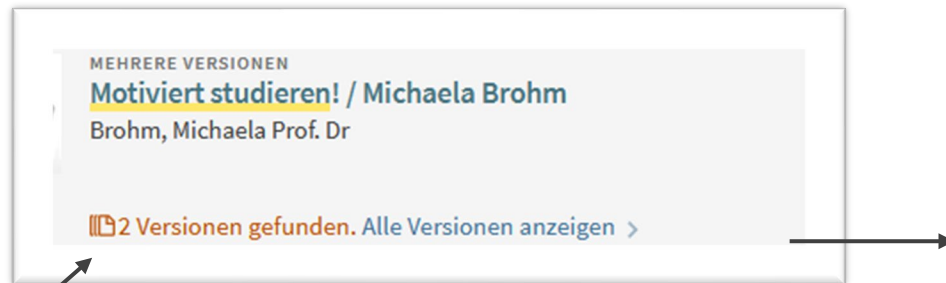 MEHRERE VERSIONEN
Motiviert studieren! / Michaela Brohm
Brohm, Michaela Prof. Dr
2 Versionen gefunden. Alle Versionen anzeigen >